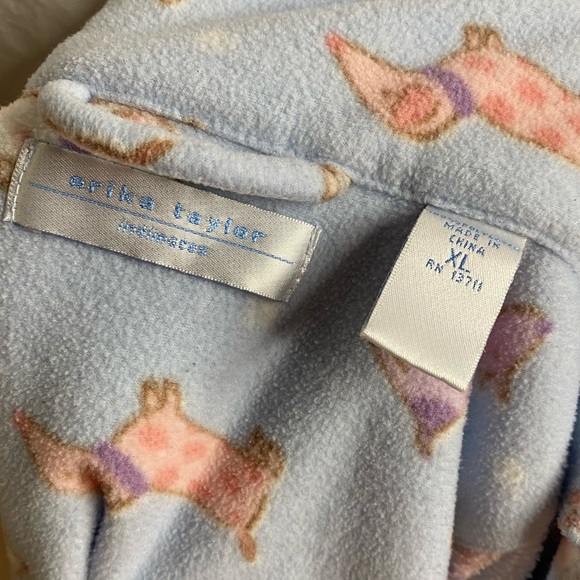 erika taylor
intimates
MADE IN
CHINA
XL
RN 13711